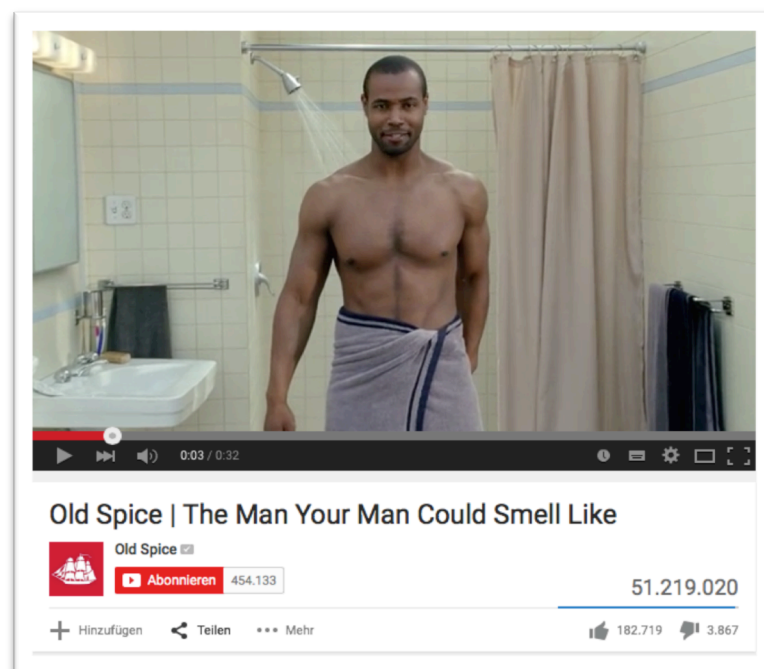 0:03 / 0:32
Old Spice | The Man Your Man Could Smell Like
Old Spice
Abonnieren 454.133
51.219.020
Hinzufügen Teilen Mehr 182.719 3.867